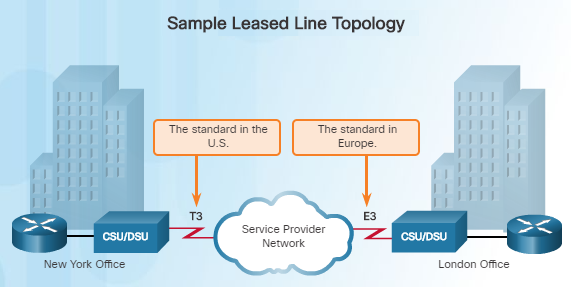 Sample Leased Line Topology
The standard in the
U.S.
The standard in
Europe.
T3
E3
CSU/DSU
Service Provider
Network
CSU/DSU
New York Office
London Office